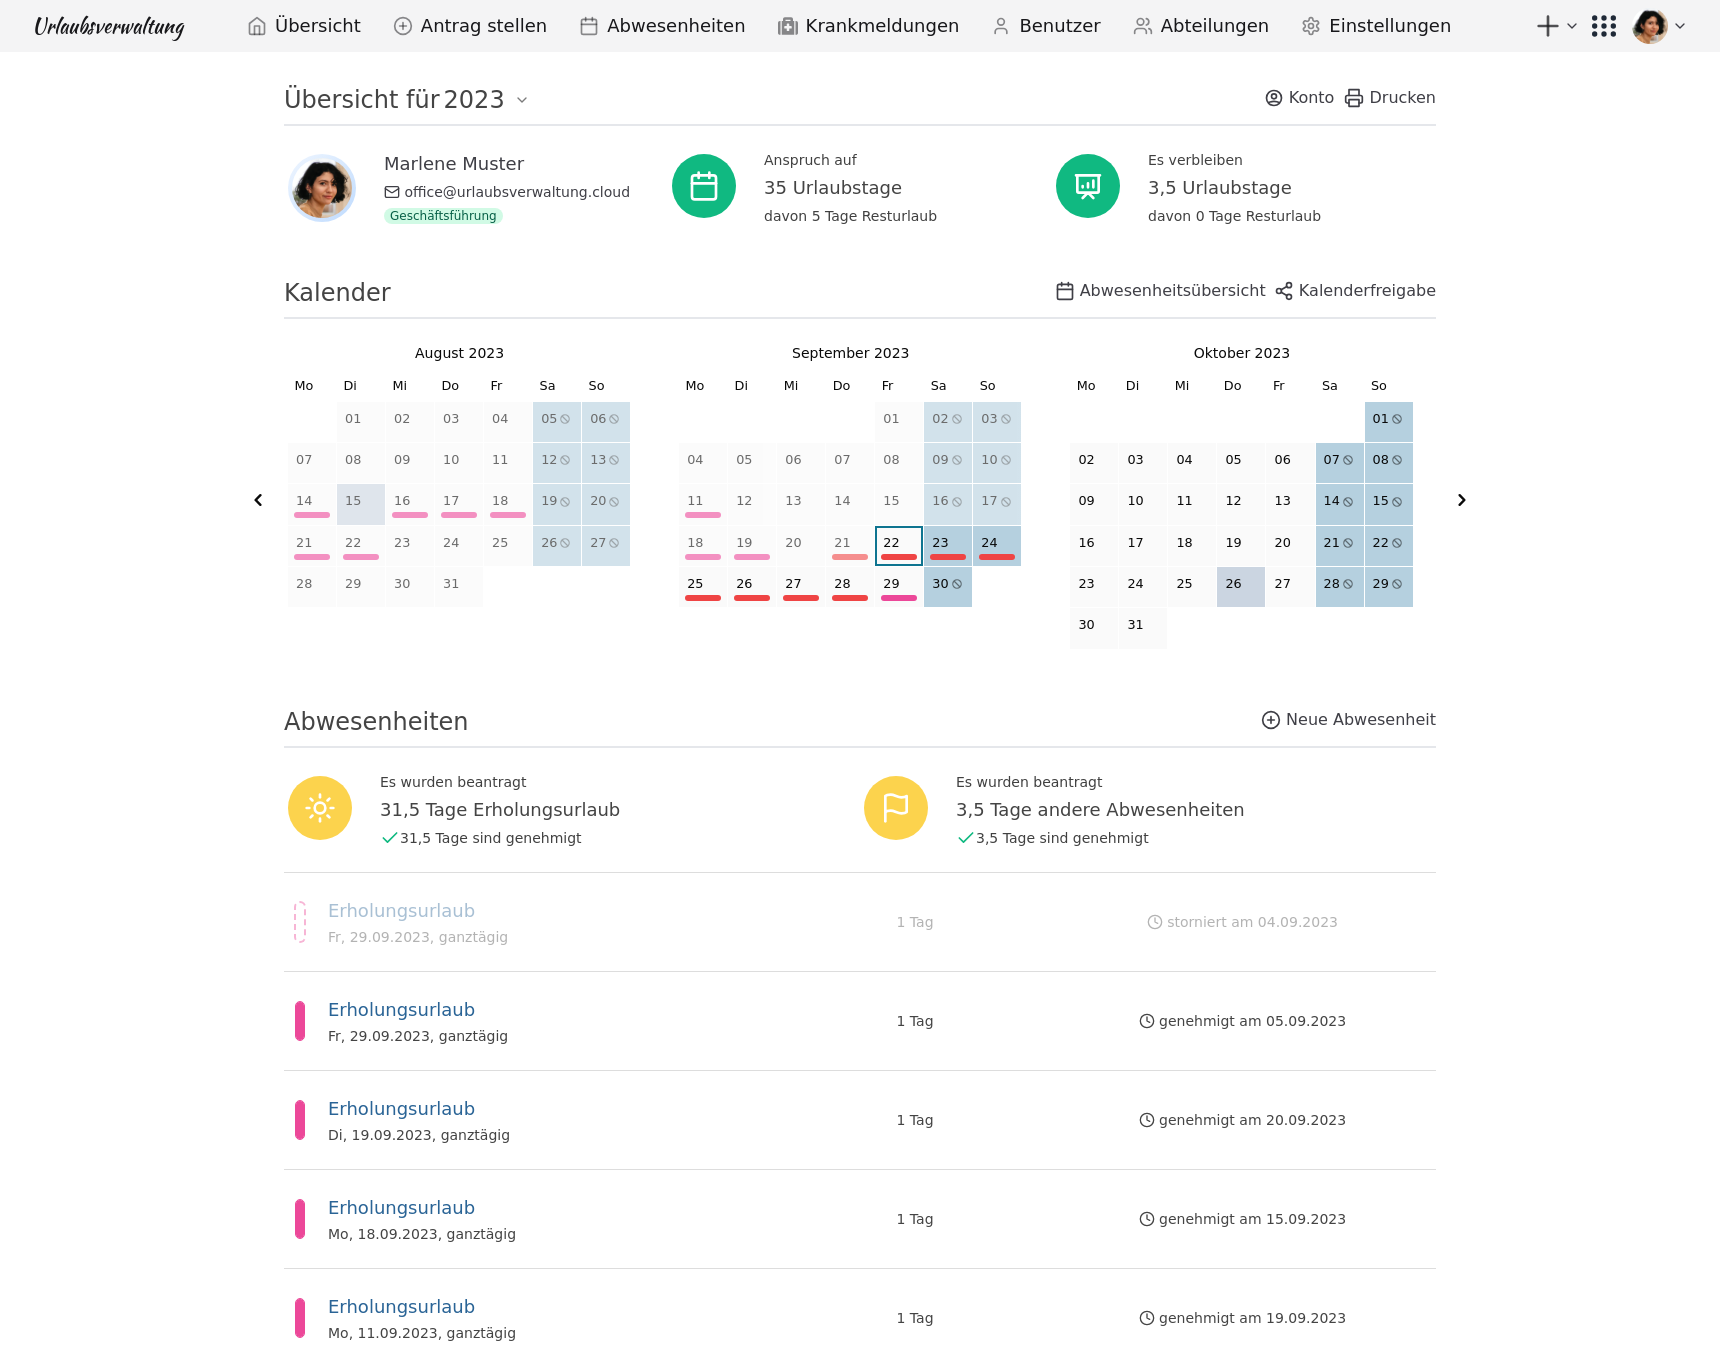 Urlaubsverwaltung Übersicht Antrag stellen Abwesenheiten Krankmeldungen Benutzer Abteilungen Einstellungen
Übersicht für 2023 Konto Drucken
Marlene Muster
office@urlaubsverwaltung.cloud
Geschäftsführung
Anspruch auf
35 Urlaubstage
davon 5 Tage Resturlaub
Es verbleiben
3,5 Urlaubstage
davon 0 Tage Resturlaub
Kalender Abwesenheitsübersicht Kalenderfreigabe
August 2023
Mo Di Mi Do Fr Sa So
01 02 03 04 05 06
07 08 09 10 11 12 13
14 15 16 17 18 19 20
21 22 23 24 25 26 27
28 29 30 31
September 2023
Mo Di Mi Do Fr Sa So
01 02 03
04 05 06 07 08 09 10
11 12 13 14 15 16 17
18 19 20 21 22 23 24
25 26 27 28 29 30
Oktober 2023
Mo Di Mi Do Fr Sa So
01
02 03 04 05 06 07 08
09 10 11 12 13 14 15
16 17 18 19 20 21 22
23 24 25 26 27 28 29
30 31
Abwesenheiten Neue Abwesenheit
Es wurden beantragt
31,5 Tage Erholungsurlaub
31,5 Tage sind genehmigt
Es wurden beantragt
3,5 Tage andere Abwesenheiten
3,5 Tage sind genehmigt
Erholungsurlaub
Fr, 29.09.2023, ganztägig
1 Tag
storniert am 04.09.2023
Erholungsurlaub
Fr, 29.09.2023, ganztägig
1 Tag
genehmigt am 05.09.2023
Erholungsurlaub
Di, 19.09.2023, ganztägig
1 Tag
genehmigt am 20.09.2023
Erholungsurlaub
Mo, 18.09.2023, ganztägig
1 Tag
genehmigt am 15.09.2023
Erholungsurlaub
Mo, 11.09.2023, ganztägig
1 Tag
genehmigt am 19.09.2023